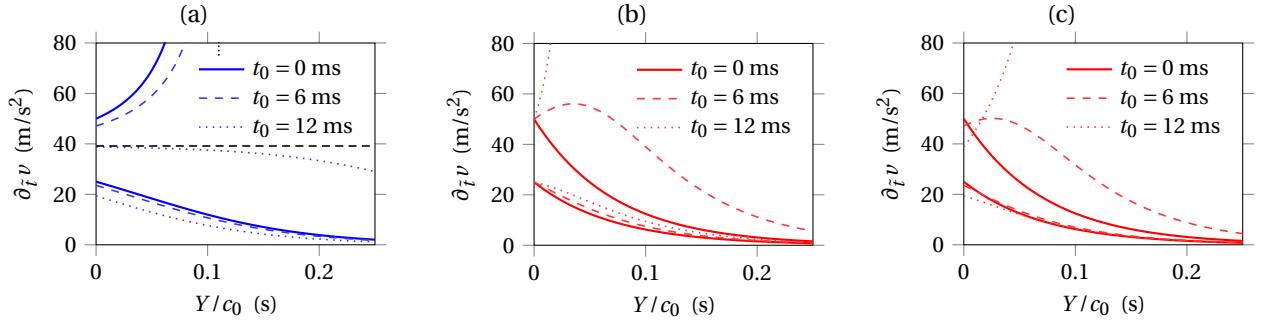 (a)
80
60
40
20
0
0
0.1
0.2
∂_t̃ v (m/s²)
Y/c₀ (s)
t₀ = 0 ms
t₀ = 6 ms
t₀ = 12 ms
(b)
80
60
40
20
0
0
0.1
0.2
∂_t̃ v (m/s²)
Y/c₀ (s)
t₀ = 0 ms
t₀ = 6 ms
t₀ = 12 ms
(c)
80
60
40
20
0
0
0.1
0.2
∂_t̃ v (m/s²)
Y/c₀ (s)
t₀ = 0 ms
t₀ = 6 ms
t₀ = 12 ms